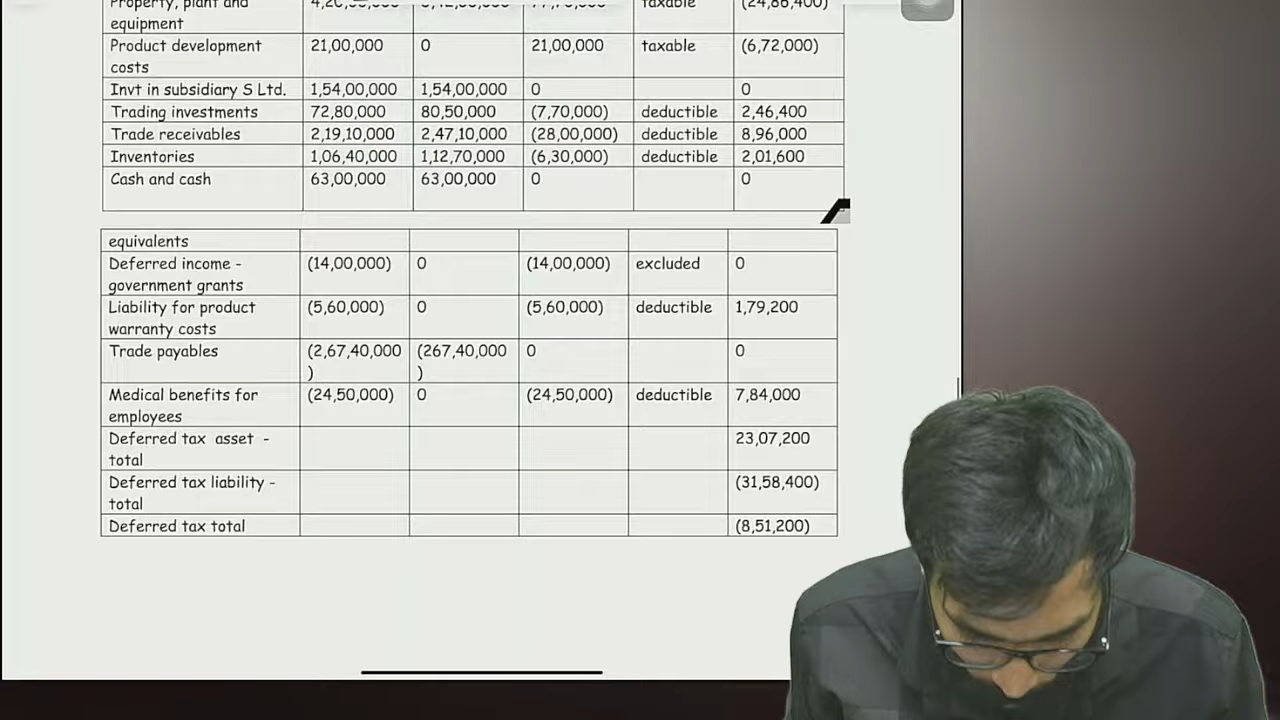 Property, plant and taxable (24,86,400)
equipment
Product development 21,00,000 0 21,00,000 taxable (6,72,000)
costs
Invt in subsidiary S Ltd. 1,54,00,000 1,54,00,000 0 0
Trading investments 72,80,000 80,50,000 (7,70,000) deductible 2,46,400
Trade receivables 2,19,10,000 2,47,10,000 (28,00,000) deductible 8,96,000
Inventories 1,06,40,000 1,12,70,000 (6,30,000) deductible 2,01,600
Cash and cash 63,00,000 63,00,000 0 0
equivalents
Deferred income - (14,00,000) 0 (14,00,000) excluded 0
government grants
Liability for product (5,60,000) 0 (5,60,000) deductible 1,79,200
warranty costs
Trade payables (2,67,40,000 (267,40,000 0 0
) )
Medical benefits for (24,50,000) 0 (24,50,000) deductible 7,84,000
employees
Deferred tax asset - 23,07,200
total
Deferred tax liability - (31,58,400)
total
Deferred tax total (8,51,200)